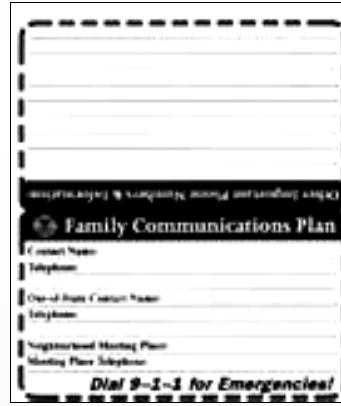 Other Important Phone Numbers & Information
Family Communications Plan
Contact Name:
Telephone:
Out-of-State Contact Name:
Telephone:
Neighborhood Meeting Place:
Meeting Place Telephone:
Dial 9-1-1 for Emergencies!